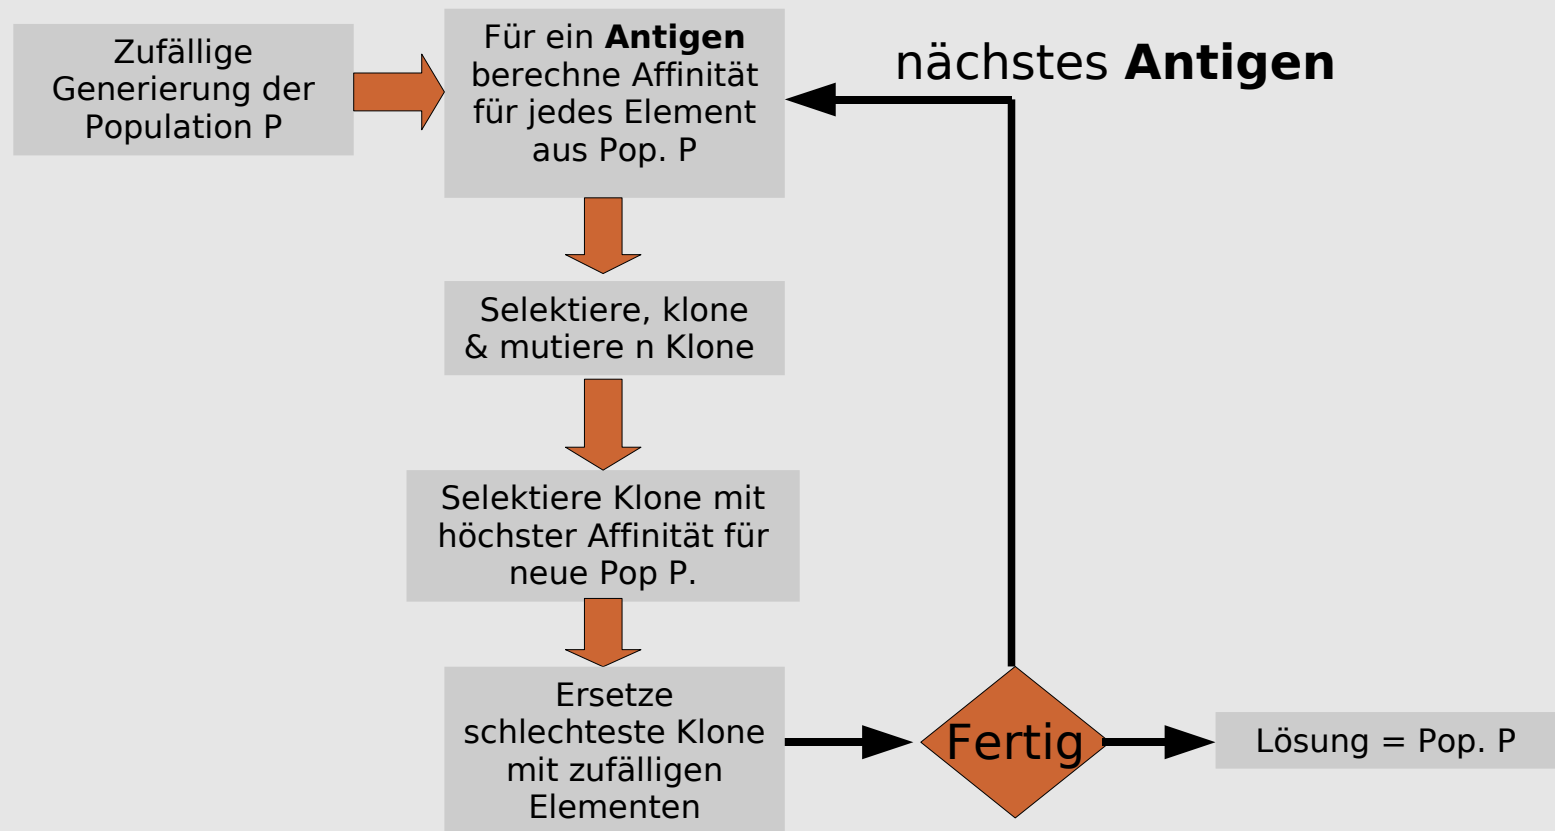 Zufällige
Generierung der
Population P
Für ein Antigen
berechne Affinität
für jedes Element
aus Pop. P
nächstes Antigen
Selektiere, klone
& mutiere n Klone
Selektiere Klone mit
höchster Affinität für
neue Pop P.
Ersetze
schlechteste Klone
mit zufälligen
Elementen
Fertig
Lösung = Pop. P